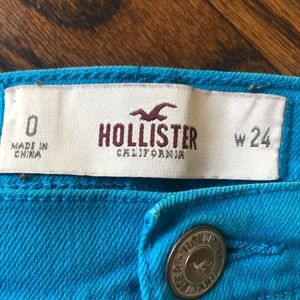 0
MADE IN
CHINA
HOLLISTER
CALIFORNIA
W 24